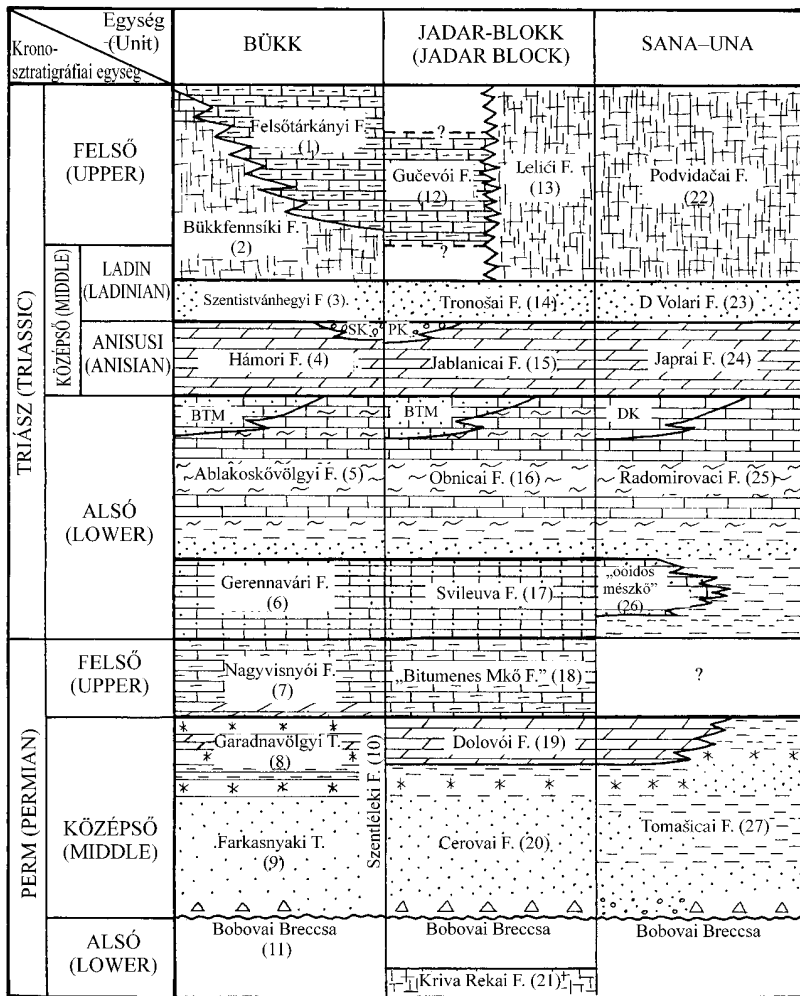 Egység
(Unit)
Krono-
sztratigráfiai egység
BÜKK
JADAR-BLOKK
(JADAR BLOCK)
SANA–UNA
TRIÁSZ (TRIASSIC)
FELSŐ
(UPPER)
Felsőtárkányi F.
(1)
Bükkfennsíki F.
(2)
?
Gučevói F.
(12)
?
Lelići F.
(13)
Podvidačai F.
(22)
KÖZÉPSŐ (MIDDLE)
LADIN
(LADINIAN)
Szentistvánhegyi F (3).
Tronošai F. (14)
D Volari F. (23)
ANISUSI
(ANISIAN)
SK
PK
Hámori F. (4)
Jablanicai F. (15)
Japrai F. (24)
ALSÓ
(LOWER)
BTM
BTM
DK
Ablakoskővölgyi F. (5)
Obnicai F. (16)
Radomirovaci F. (25)
Gerennavári F.
(6)
Svileuva F. (17)
„ooidos
mészkő”
(26)
PERM (PERMIAN)
FELSŐ
(UPPER)
Nagyvisnyói F.
(7)
„Bitumenes Mkő F.” (18)
?
KÖZÉPSŐ
(MIDDLE)
Garadnavölgyi T.
(8)
Szentléleki F. (10)
Dolovói F. (19)
Farkasnyaki T.
(9)
Cerovai F. (20)
Tomašicai F. (27)
ALSÓ
(LOWER)
Bobovai Breccsa
(11)
Bobovai Breccsa
Bobovai Breccsa
Kriva Rekai F. (21)